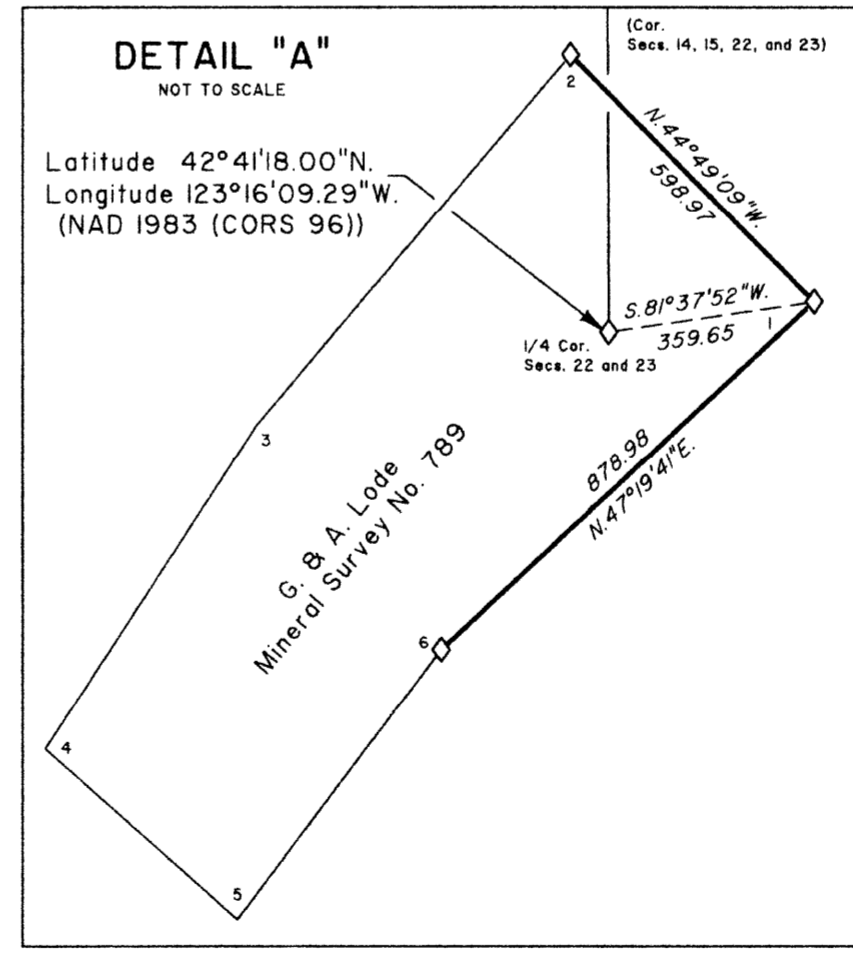 DETAIL "A"
NOT TO SCALE
(Cor.
Secs. 14, 15, 22, and 23)
2
Latitude 42°41'18.00"N.
Longitude 123°16'09.29"W.
(NAD 1983 (CORS 96))
N.44°49'09"W.
598.97
S.81°37'52"W.
359.65
1
1/4 Cor.
Secs. 22 and 23
3
878.98
N.47°19'41"E.
G. & A. Lode
Mineral Survey No. 789
6
4
5